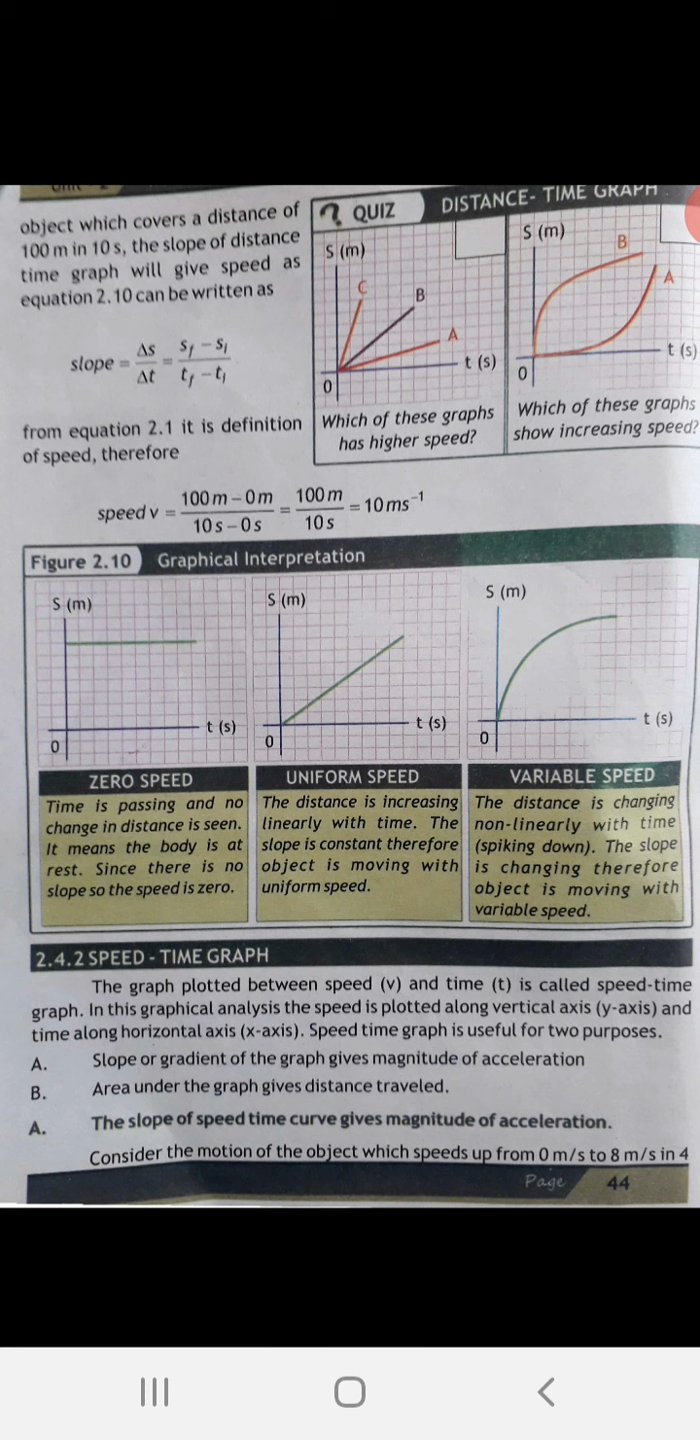 object which covers a distance of
100 m in 10 s, the slope of distance
time graph will give speed as
equation 2.10 can be written as
slope = Δs/Δt = (s_f − s_i)/(t_f − t_i)
from equation 2.1 it is definition
of speed, therefore
? QUIZ DISTANCE- TIME GRAPH
S (m)
C
B
A
t (s)
0
Which of these graphs
has higher speed?
S (m)
B
A
t (s)
0
Which of these graphs
show increasing speed?
speed v = (100 m − 0 m)/(10 s − 0 s) = 100 m/10 s = 10 ms⁻¹
Figure 2.10 Graphical Interpretation
S (m)
t (s)
0
ZERO SPEED
Time is passing and no
change in distance is seen.
It means the body is at
rest. Since there is no
slope so the speed is zero.
S (m)
t (s)
0
UNIFORM SPEED
The distance is increasing
linearly with time. The
slope is constant therefore
object is moving with
uniform speed.
S (m)
t (s)
0
VARIABLE SPEED
The distance is changing
non-linearly with time
(spiking down). The slope
is changing therefore
object is moving with
variable speed.
2.4.2 SPEED - TIME GRAPH
The graph plotted between speed (v) and time (t) is called speed-time
graph. In this graphical analysis the speed is plotted along vertical axis (y-axis) and
time along horizontal axis (x-axis). Speed time graph is useful for two purposes.
A. Slope or gradient of the graph gives magnitude of acceleration
B. Area under the graph gives distance traveled.
A. The slope of speed time curve gives magnitude of acceleration.
Consider the motion of the object which speeds up from 0 m/s to 8 m/s in 4
Page 44